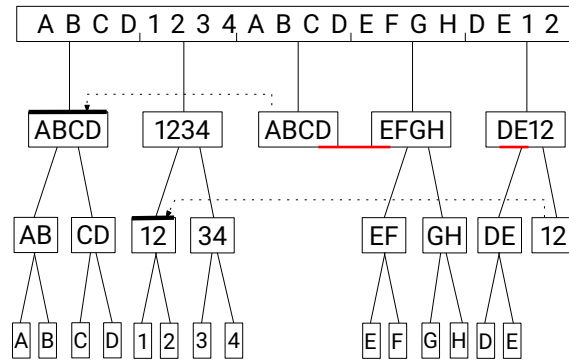 A B C D 1 2 3 4 A B C D E F G H D E 1 2
ABCD 1234 ABCD EFGH DE12
AB CD 12 34 EF GH DE 12
A B C D 1 2 3 4 E F G H D E